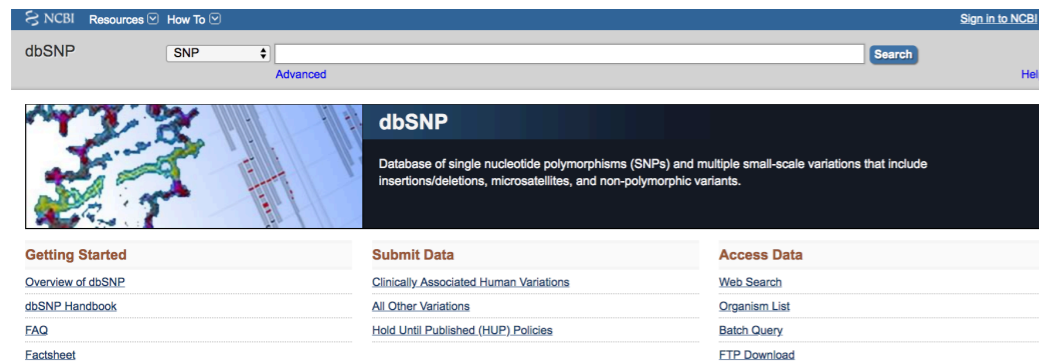 NCBI Resources How To Sign in to NCBI
dbSNP SNP Search
Advanced
dbSNP
Database of single nucleotide polymorphisms (SNPs) and multiple small-scale variations that include
insertions/deletions, microsatellites, and non-polymorphic variants.
Getting Started
Overview of dbSNP
dbSNP Handbook
FAQ
Factsheet
Submit Data
Clinically Associated Human Variations
All Other Variations
Hold Until Published (HUP) Policies
Access Data
Web Search
Organism List
Batch Query
FTP Download